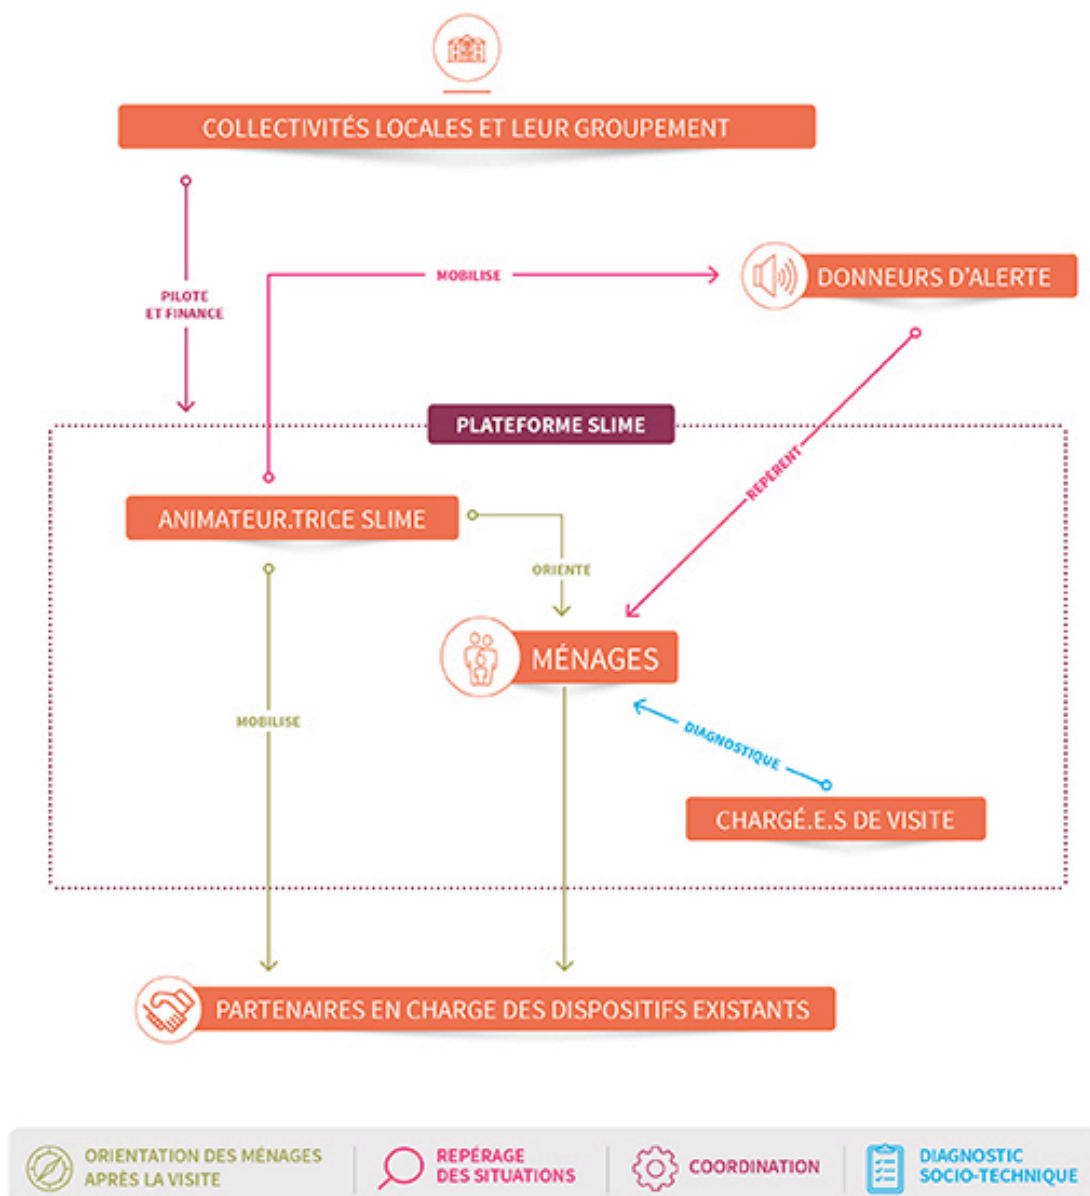 COLLECTIVITÉS LOCALES ET LEUR GROUPEMENT
MOBILISE
DONNEURS D'ALERTE
PILOTE
ET FINANCE
PLATEFORME SLIME
REPÈRENT
ANIMATEUR.TRICE SLIME
ORIENTE
MÉNAGES
MOBILISE
DIAGNOSTIQUE
CHARGÉ.E.S DE VISITE
PARTENAIRES EN CHARGE DES DISPOSITIFS EXISTANTS
ORIENTATION DES MÉNAGES
APRÈS LA VISITE
REPÉRAGE
DES SITUATIONS
COORDINATION
DIAGNOSTIC
SOCIO-TECHNIQUE